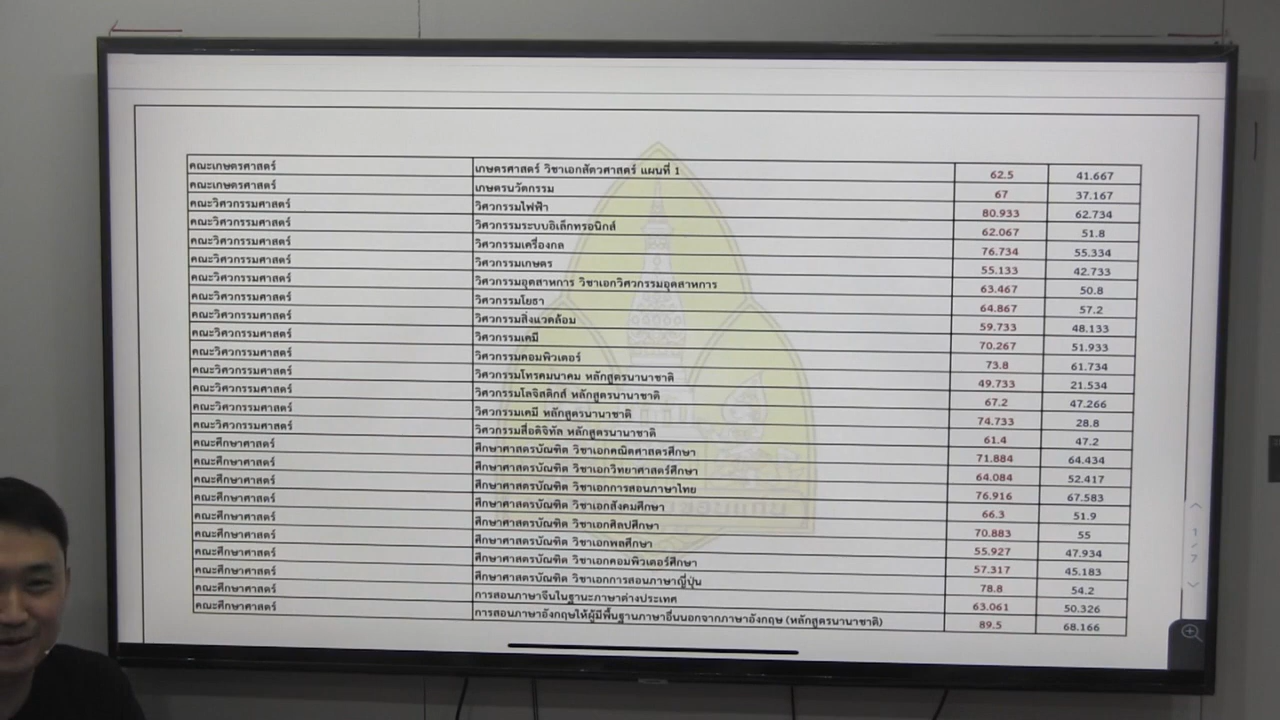 คณะเกษตรศาสตร์ เกษตรศาสตร์ วิชาเอกสัตวศาสตร์ แผนที่ 1 62.5 41.667
คณะเกษตรศาสตร์ เกษตรนวัตกรรม 67 37.167
คณะวิศวกรรมศาสตร์ วิศวกรรมไฟฟ้า 80.933 62.734
คณะวิศวกรรมศาสตร์ วิศวกรรมระบบอิเล็กทรอนิกส์ 62.067 51.8
คณะวิศวกรรมศาสตร์ วิศวกรรมเครื่องกล 76.734 55.334
คณะวิศวกรรมศาสตร์ วิศวกรรมเกษตร 55.133 42.733
คณะวิศวกรรมศาสตร์ วิศวกรรมอุตสาหการ วิชาเอกวิศวกรรมอุตสาหการ 63.467 50.8
คณะวิศวกรรมศาสตร์ วิศวกรรมโยธา 64.867 57.2
คณะวิศวกรรมศาสตร์ วิศวกรรมสิ่งแวดล้อม 59.733 48.133
คณะวิศวกรรมศาสตร์ วิศวกรรมเคมี 70.267 51.933
คณะวิศวกรรมศาสตร์ วิศวกรรมคอมพิวเตอร์ 73.8 61.734
คณะวิศวกรรมศาสตร์ วิศวกรรมโทรคมนาคม หลักสูตรนานาชาติ 49.733 21.534
คณะวิศวกรรมศาสตร์ วิศวกรรมโลจิสติกส์ หลักสูตรนานาชาติ 67.2 47.266
คณะวิศวกรรมศาสตร์ วิศวกรรมเคมี หลักสูตรนานาชาติ 74.733 28.8
คณะวิศวกรรมศาสตร์ วิศวกรรมสื่อดิจิทัล หลักสูตรนานาชาติ 61.4 47.2
คณะศึกษาศาสตร์ ศึกษาศาสตรบัณฑิต วิชาเอกคณิตศาสตรศึกษา 71.884 64.434
คณะศึกษาศาสตร์ ศึกษาศาสตรบัณฑิต วิชาเอกวิทยาศาสตร์ศึกษา 64.084 52.417
คณะศึกษาศาสตร์ ศึกษาศาสตรบัณฑิต วิชาเอกการสอนภาษาไทย 76.916 67.583
คณะศึกษาศาสตร์ ศึกษาศาสตรบัณฑิต วิชาเอกสังคมศึกษา 66.3 51.9
คณะศึกษาศาสตร์ ศึกษาศาสตรบัณฑิต วิชาเอกศิลปศึกษา 70.883 55
คณะศึกษาศาสตร์ ศึกษาศาสตรบัณฑิต วิชาเอกพลศึกษา 55.927 47.934
คณะศึกษาศาสตร์ ศึกษาศาสตรบัณฑิต วิชาเอกคอมพิวเตอร์ศึกษา 57.317 45.183
คณะศึกษาศาสตร์ ศึกษาศาสตรบัณฑิต วิชาเอกการสอนภาษาญี่ปุ่น 78.8 54.2
คณะศึกษาศาสตร์ การสอนภาษาจีนในฐานะภาษาต่างประเทศ 63.061 50.326
คณะศึกษาศาสตร์ การสอนภาษาอังกฤษให้ผู้มีพื้นฐานภาษาอื่นนอกจากภาษาอังกฤษ (หลักสูตรนานาชาติ) 89.5 68.166
1
/
7